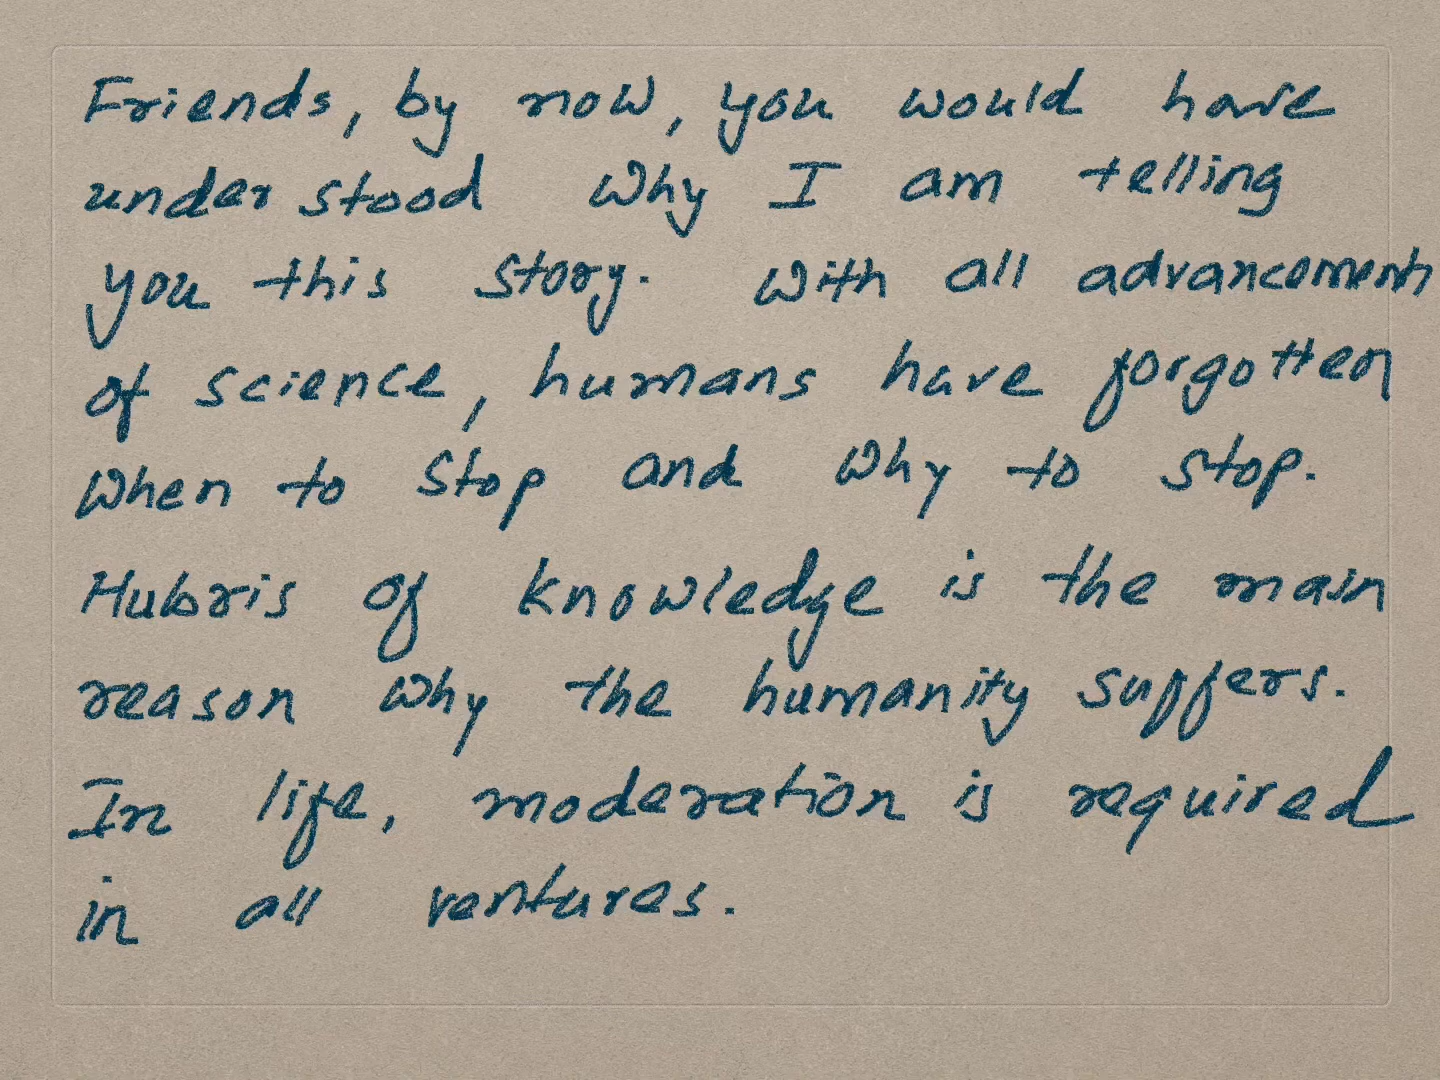 Friends, by now, you would have
under stood why I am telling
you this story. With all advancement
of science, humans have forgotten
when to stop and why to stop.
Hubris of knowledge is the main
reason why the humanity suffers.
In life, moderation is required
in all ventures.